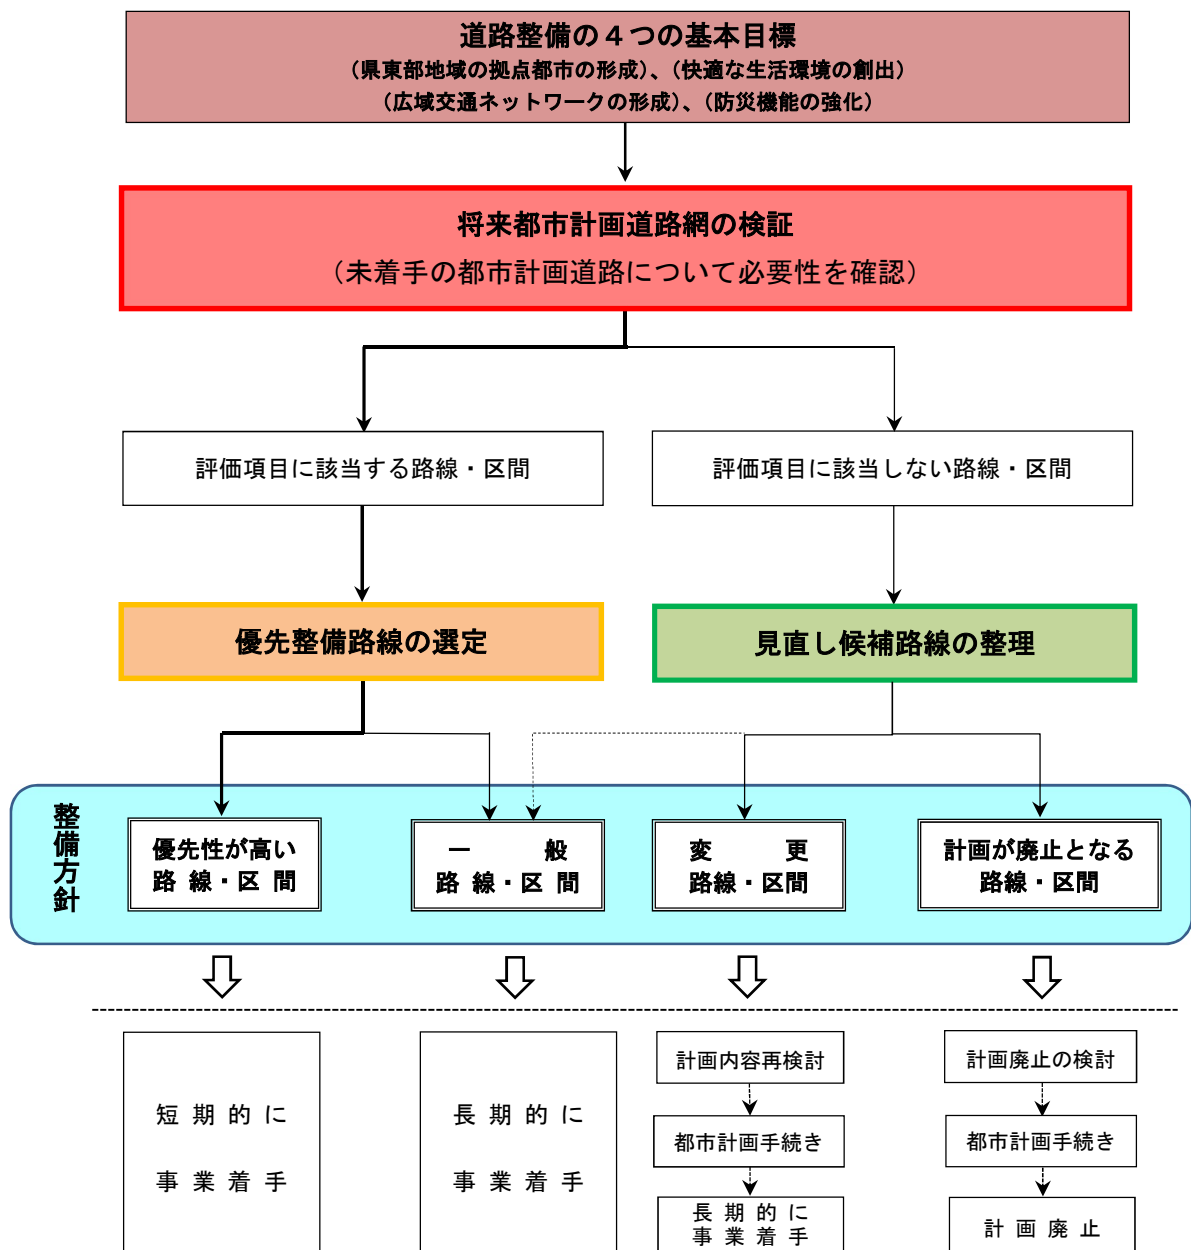 道路整備の４つの基本目標
（県東部地域の拠点都市の形成）、（快適な生活環境の創出）
（広域交通ネットワークの形成）、（防災機能の強化）
将来都市計画道路網の検証
（未着手の都市計画道路について必要性を確認）
評価項目に該当する路線・区間
評価項目に該当しない路線・区間
優先整備路線の選定
見直し候補路線の整理
整備方針
優先性が高い
路 線・区 間
一 般
路 線・区 間
変 更
路線・区間
計画が廃止となる
路線・区間
短 期 的 に
事 業 着 手
長 期 的 に
事 業 着 手
計画内容再検討
都市計画手続き
長 期 的 に
事 業 着 手
計画廃止の検討
都市計画手続き
計 画 廃 止